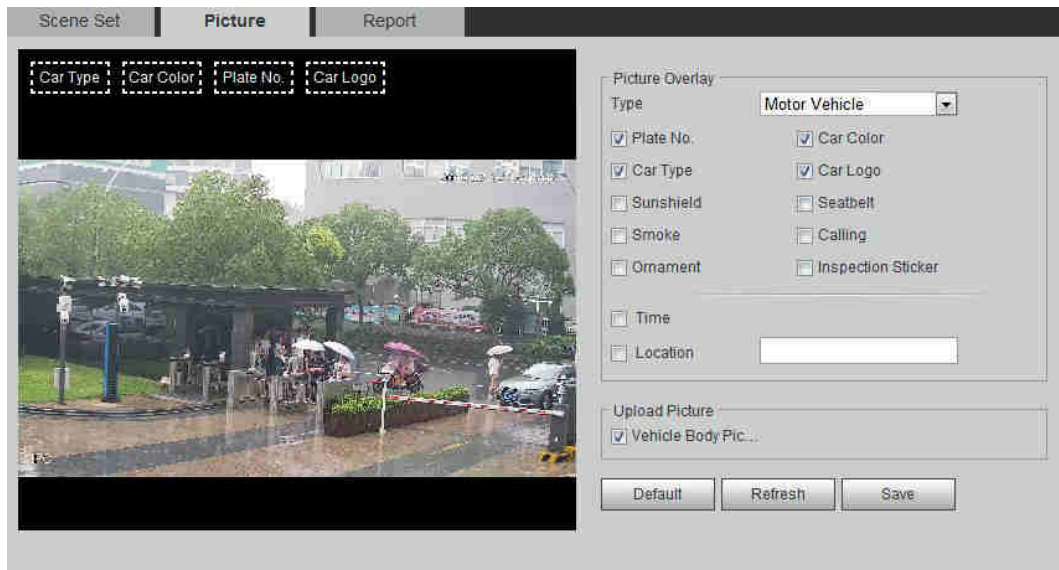 Scene Set Picture Report
Car Type Car Color Plate No. Car Logo
Picture Overlay
Type Motor Vehicle
Plate No. Car Color
Car Type Car Logo
Sunshield Seatbelt
Smoke Calling
Ornament Inspection Sticker
Time
Location
Upload Picture
Vehicle Body Pic...
Default Refresh Save